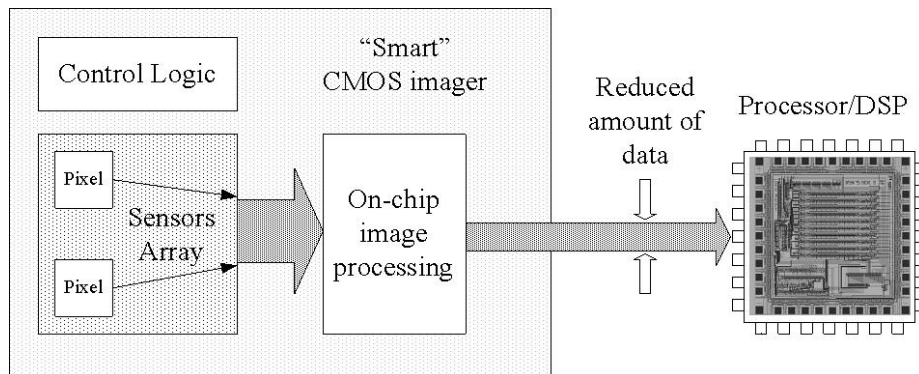 Control Logic
“Smart”
CMOS imager
Pixel
Sensors
Array
Pixel
On-chip
image
processing
Reduced
amount of
data
Processor/DSP